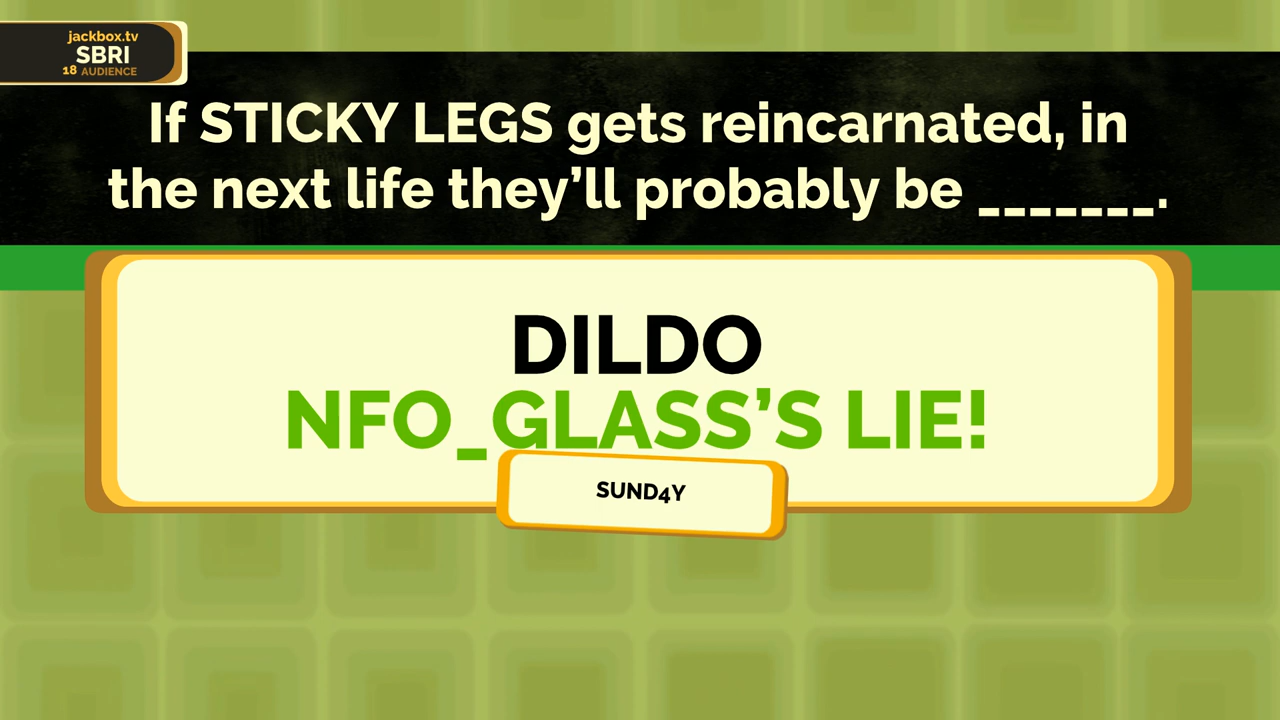 jackbox.tv
SBRI
18 AUDIENCE
If STICKY LEGS gets reincarnated, in
the next life they’ll probably be _______.
DILDO
NFO_GLASS’S LIE!
SUND4Y